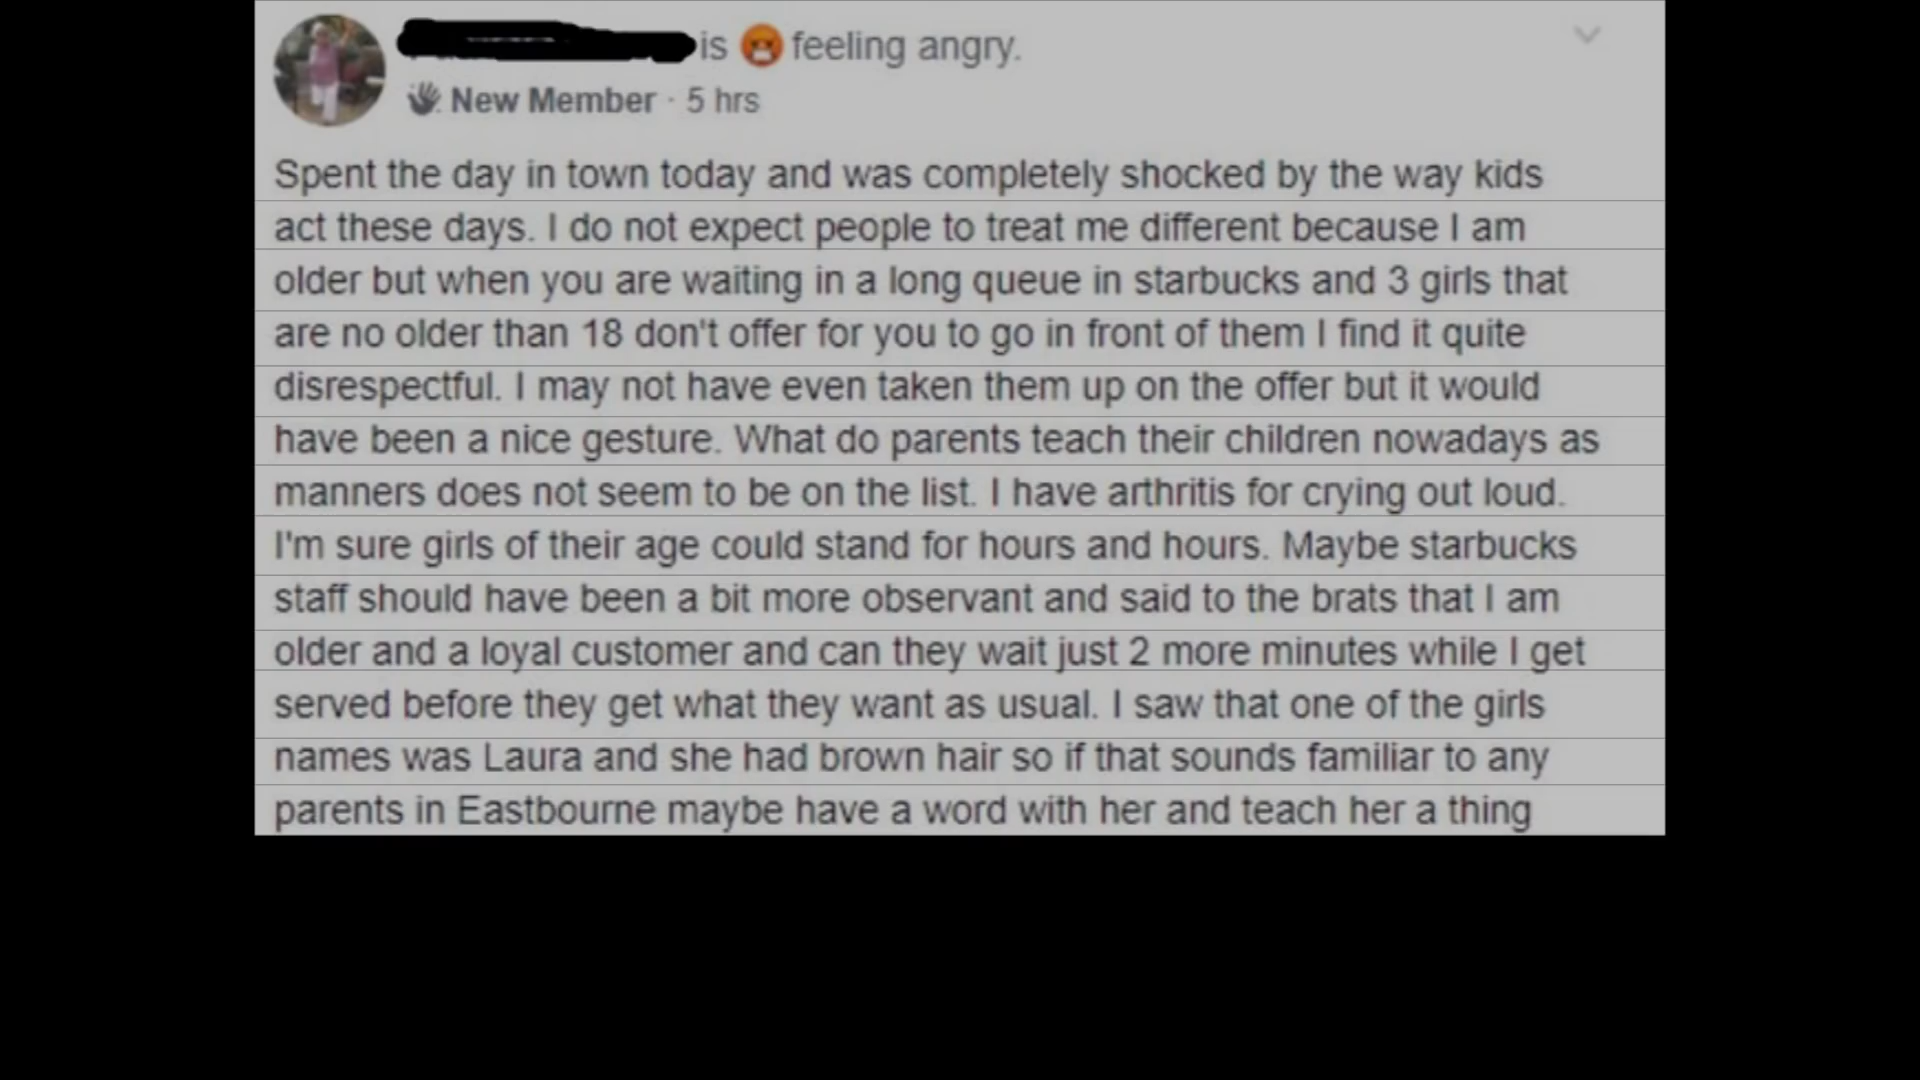 is feeling angry.
New Member · 5 hrs
Spent the day in town today and was completely shocked by the way kids
act these days. I do not expect people to treat me different because I am
older but when you are waiting in a long queue in starbucks and 3 girls that
are no older than 18 don't offer for you to go in front of them I find it quite
disrespectful. I may not have even taken them up on the offer but it would
have been a nice gesture. What do parents teach their children nowadays as
manners does not seem to be on the list. I have arthritis for crying out loud.
I'm sure girls of their age could stand for hours and hours. Maybe starbucks
staff should have been a bit more observant and said to the brats that I am
older and a loyal customer and can they wait just 2 more minutes while I get
served before they get what they want as usual. I saw that one of the girls
names was Laura and she had brown hair so if that sounds familiar to any
parents in Eastbourne maybe have a word with her and teach her a thing